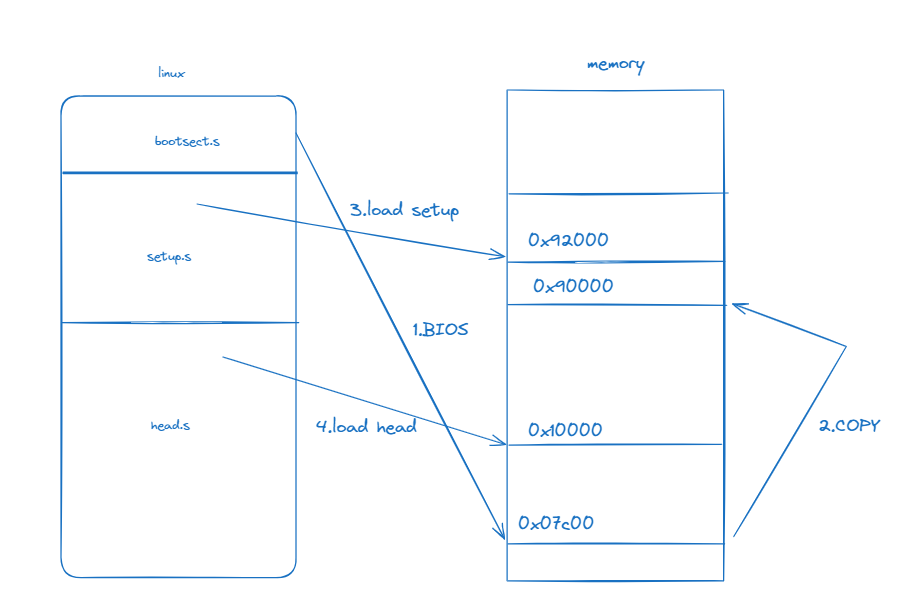 linux
memory
bootsect.s
3.load setup
0x92000
setup.s
0x90000
1.BIOS
head.s
4.load head
0x10000
2.COPY
0x07c00